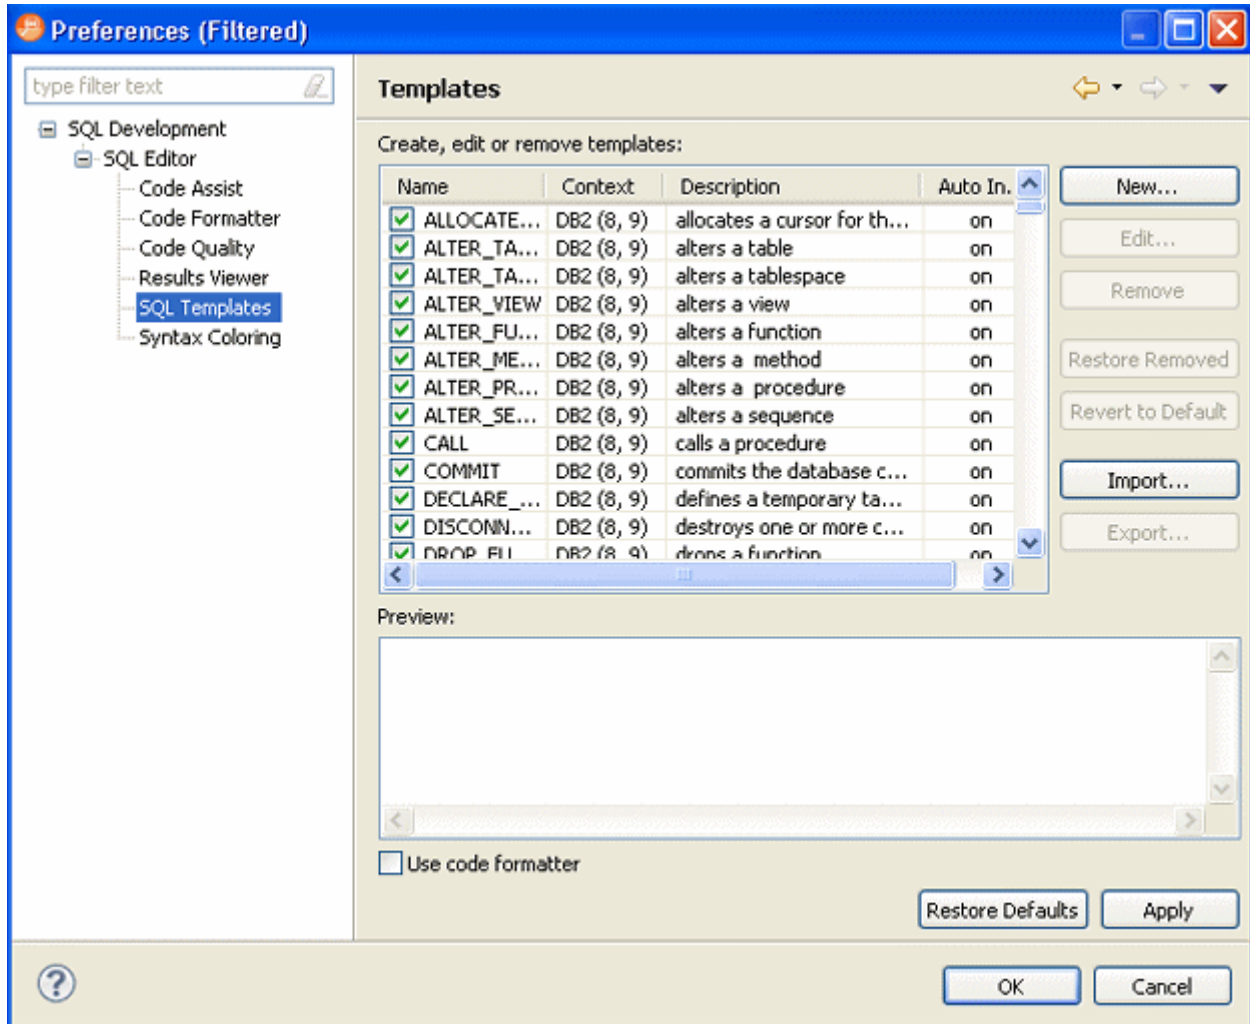 Preferences (Filtered)
type filter text
SQL Development
SQL Editor
Code Assist
Code Formatter
Code Quality
Results Viewer
SQL Templates
Syntax Coloring
Templates
Create, edit or remove templates:
Name Context Description Auto In.
ALLOCATE... DB2 (8, 9) allocates a cursor for th... on
ALTER_TA... DB2 (8, 9) alters a table on
ALTER_TA... DB2 (8, 9) alters a tablespace on
ALTER_VIEW DB2 (8, 9) alters a view on
ALTER_FU... DB2 (8, 9) alters a function on
ALTER_ME... DB2 (8, 9) alters a  method on
ALTER_PR... DB2 (8, 9) alters a  procedure on
ALTER_SE... DB2 (8, 9) alters a sequence on
CALL DB2 (8, 9) calls a procedure on
COMMIT DB2 (8, 9) commits the database c... on
DECLARE_... DB2 (8, 9) defines a temporary ta... on
DISCONN... DB2 (8, 9) destroys one or more c... on
DROP_FU... DB2 (8, 9) drops a function on
New...
Edit...
Remove
Restore Removed
Revert to Default
Import...
Export...
Preview:
Use code formatter
Restore Defaults
Apply
OK
Cancel